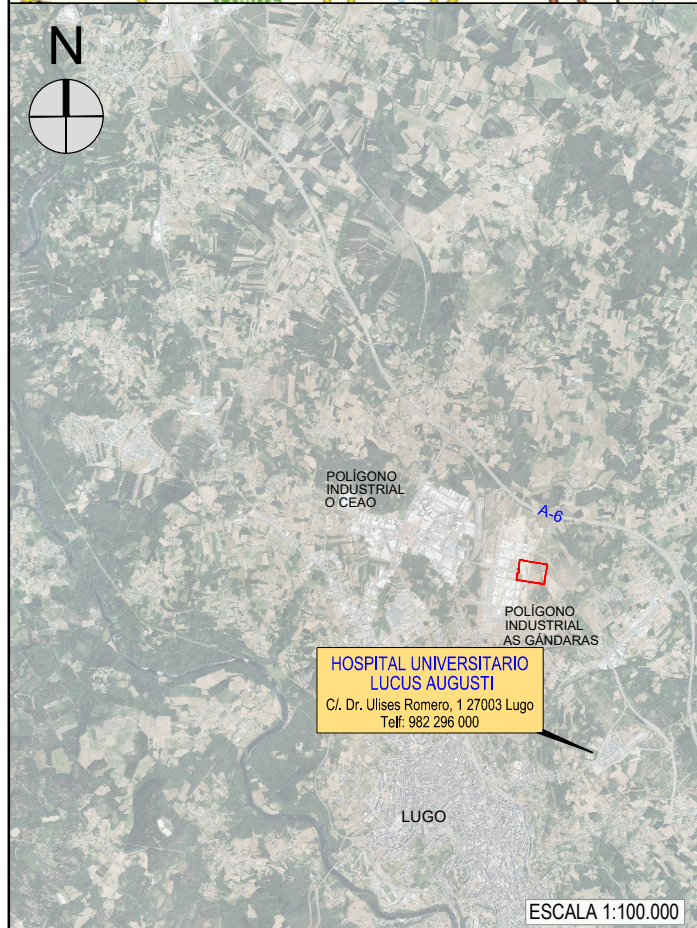 N
POLÍGONO
INDUSTRIAL
O CEAO
A-6
POLÍGONO
INDUSTRIAL
AS GÁNDARAS
HOSPITAL UNIVERSITARIO
LUCUS AUGUSTI
C/. Dr. Ulises Romero, 1 27003 Lugo
Telf: 982 296 000
LUGO
ESCALA 1:100.000